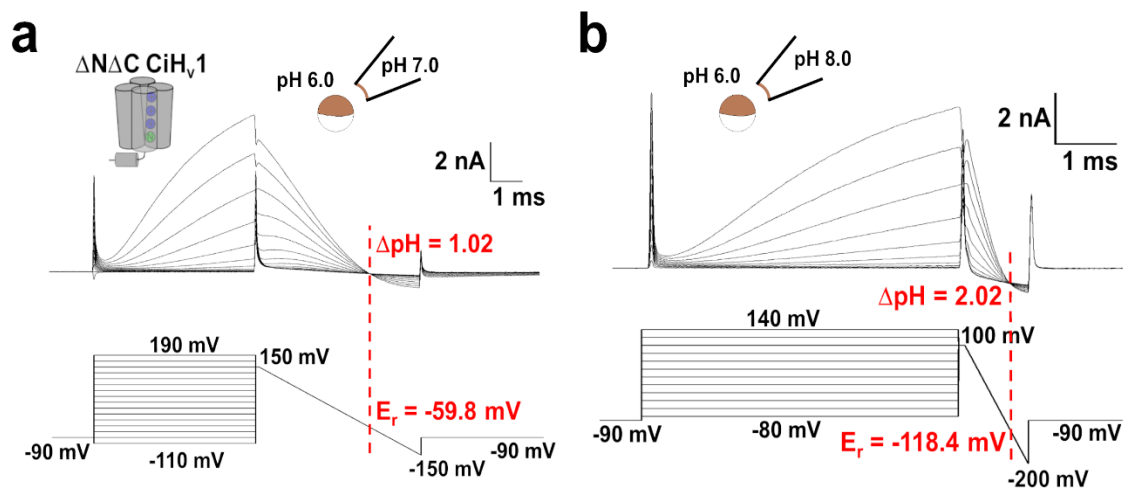 a
ΔNΔC CiHv1
N
pH 6.0
pH 7.0
2 nA
1 ms
ΔpH = 1.02
190 mV
150 mV
Er = -59.8 mV
-90 mV
-110 mV
-150 mV
-90 mV
b
pH 6.0
pH 8.0
2 nA
1 ms
ΔpH = 2.02
140 mV
100 mV
-90 mV
-80 mV
Er = -118.4 mV
-90 mV
-200 mV